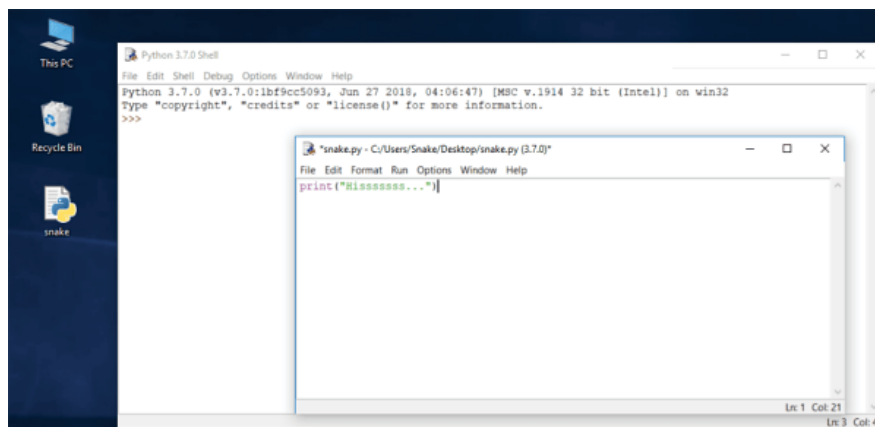 This PC
Recycle Bin
snake
Python 3.7.0 Shell
File Edit Shell Debug Options Window Help
Python 3.7.0 (v3.7.0:1bf9cc5093, Jun 27 2018, 04:06:47) [MSC v.1914 32 bit (Intel)] on win32
Type "copyright", "credits" or "license()" for more information.
>>>
*snake.py - C:/Users/Snake/Desktop/snake.py (3.7.0)*
File Edit Format Run Options Window Help
print("Hisssssss...")
Ln: 1 Col: 21
Ln: 3 Col: 4